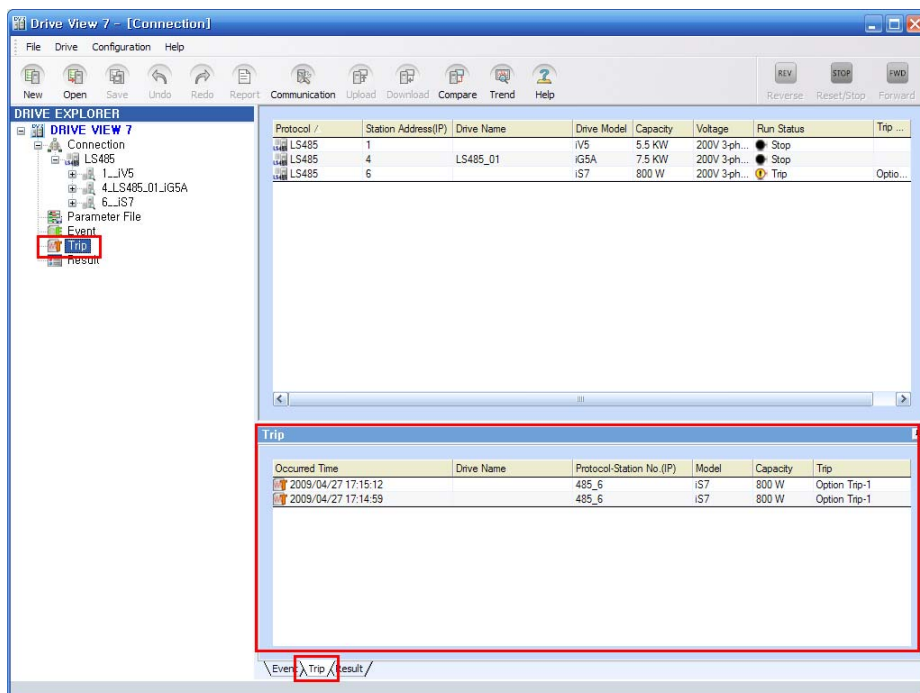 Drive View 7 - [Connection]
File Drive Configuration Help
New Open Save Undo Redo Report Communication Upload Download Compare Trend Help
REV STOP FWD
Reverse Reset/Stop Forward
DRIVE EXPLORER
DRIVE VIEW 7
Connection
LS485
1__iV5
4_LS485_01_iG5A
6__iS7
Parameter File
Event
Trip
Result
Protocol / Station Address(IP) Drive Name Drive Model Capacity Voltage Run Status Trip ...
LS485 1 iV5 5.5 KW 200V 3-ph... Stop
LS485 4 LS485_01 iG5A 7.5 KW 200V 3-ph... Stop
LS485 6 iS7 800 W 200V 3-ph... Trip Optio...
Trip
Occurred Time Drive Name Protocol-Station No.(IP) Model Capacity Trip
2009/04/27 17:15:12 485_6 iS7 800 W Option Trip-1
2009/04/27 17:14:59 485_6 iS7 800 W Option Trip-1
Event Trip Result